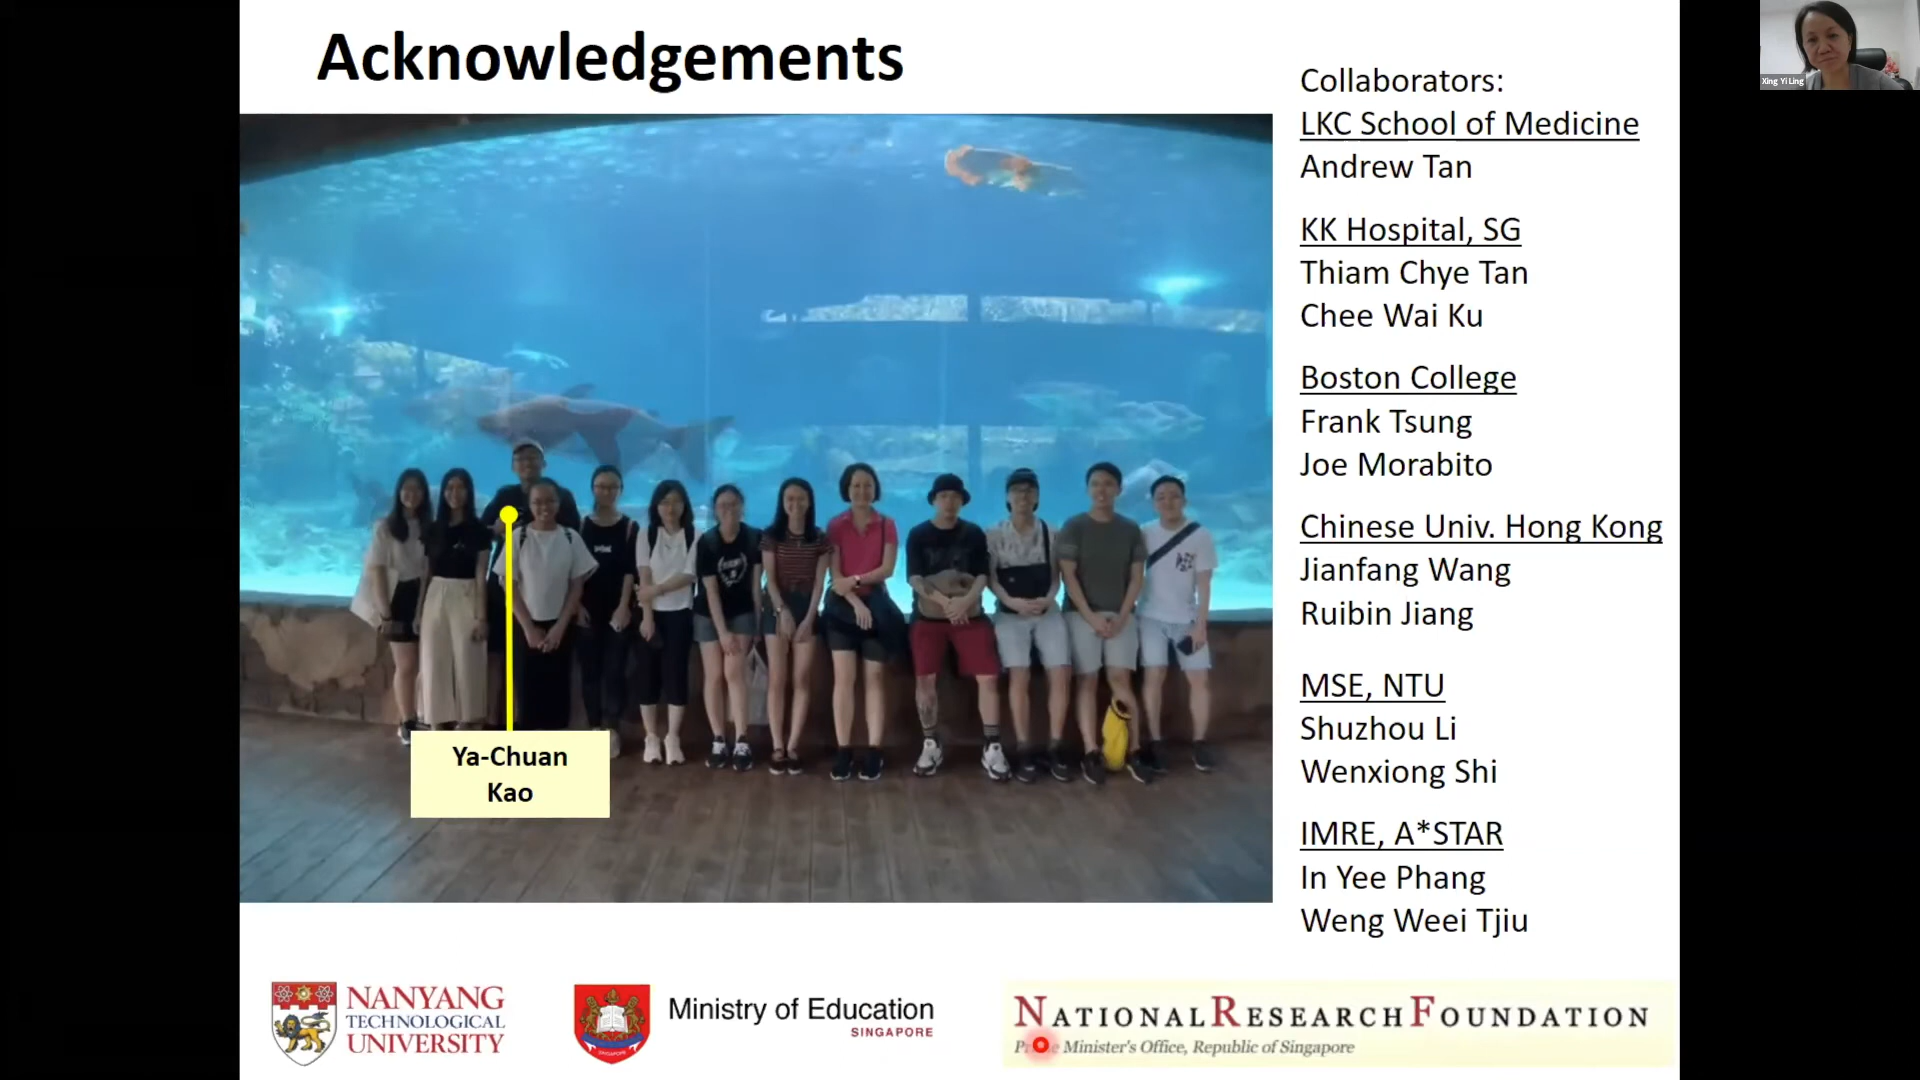 Acknowledgements
Collaborators:
LKC School of Medicine
Andrew Tan
KK Hospital, SG
Thiam Chye Tan
Chee Wai Ku
Boston College
Frank Tsung
Joe Morabito
Chinese Univ. Hong Kong
Jianfang Wang
Ruibin Jiang
MSE, NTU
Shuzhou Li
Wenxiong Shi
IMRE, A*STAR
In Yee Phang
Weng Weei Tjiu
Ya-Chuan
Kao
NANYANG
TECHNOLOGICAL
UNIVERSITY
Ministry of Education
SINGAPORE
NATIONAL RESEARCH FOUNDATION
Prime Minister's Office, Republic of Singapore
Xing Yi Ling